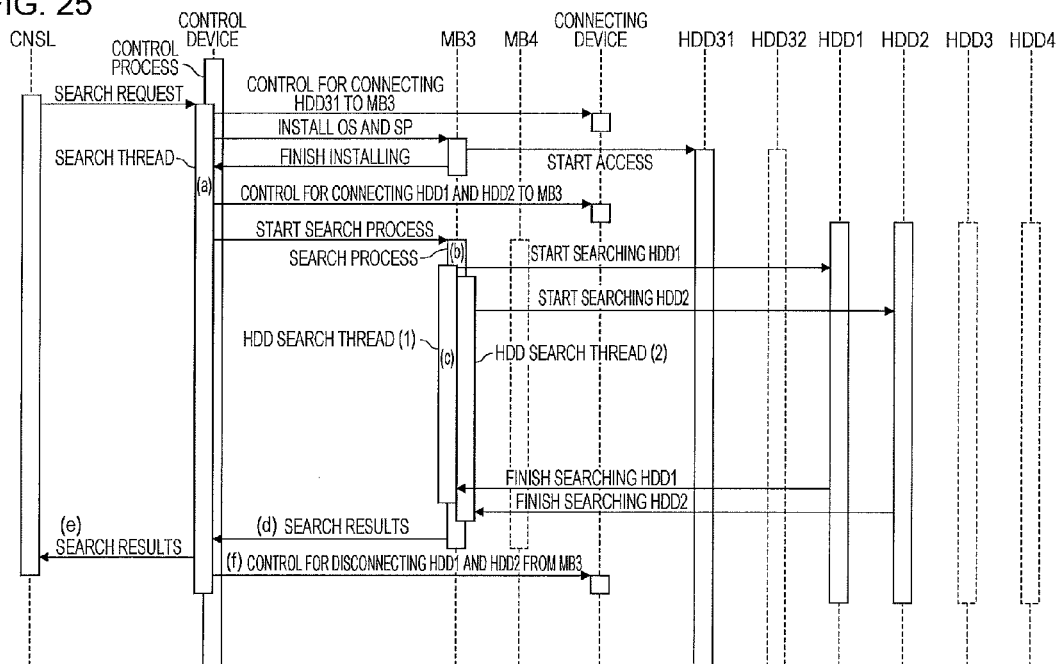 FIG. 25
CNSL
CONTROL
DEVICE
CONTROL
PROCESS
MB3
MB4
CONNECTING
DEVICE
HDD31
HDD32
HDD1
HDD2
HDD3
HDD4
SEARCH REQUEST
CONTROL FOR CONNECTING
HDD31 TO MB3
INSTALL OS AND SP
SEARCH THREAD
FINISH INSTALLING
START ACCESS
(a)
CONTROL FOR CONNECTING HDD1 AND HDD2 TO MB3
START SEARCH PROCESS
SEARCH PROCESS
(b)
START SEARCHING HDD1
START SEARCHING HDD2
HDD SEARCH THREAD (1)
(c)
HDD SEARCH THREAD (2)
FINISH SEARCHING HDD1
FINISH SEARCHING HDD2
(e)
SEARCH RESULTS
(d) SEARCH RESULTS
(f) CONTROL FOR DISCONNECTING HDD1 AND HDD2 FROM MB3